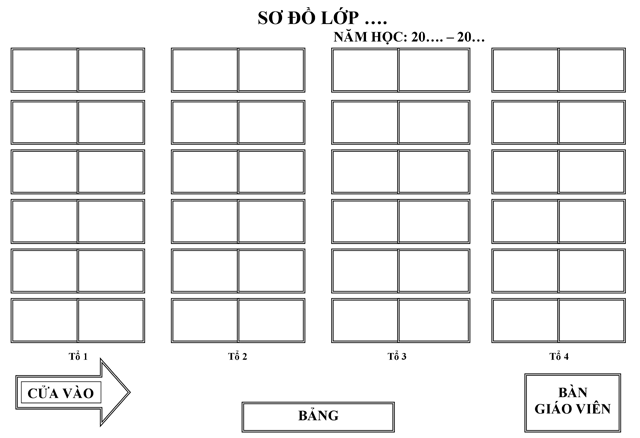 SƠ ĐỒ LỚP ....
NĂM HỌC: 20.... – 20...
Tổ 1
Tổ 2
Tổ 3
Tổ 4
CỬA VÀO
BẢNG
BÀN
GIÁO VIÊN